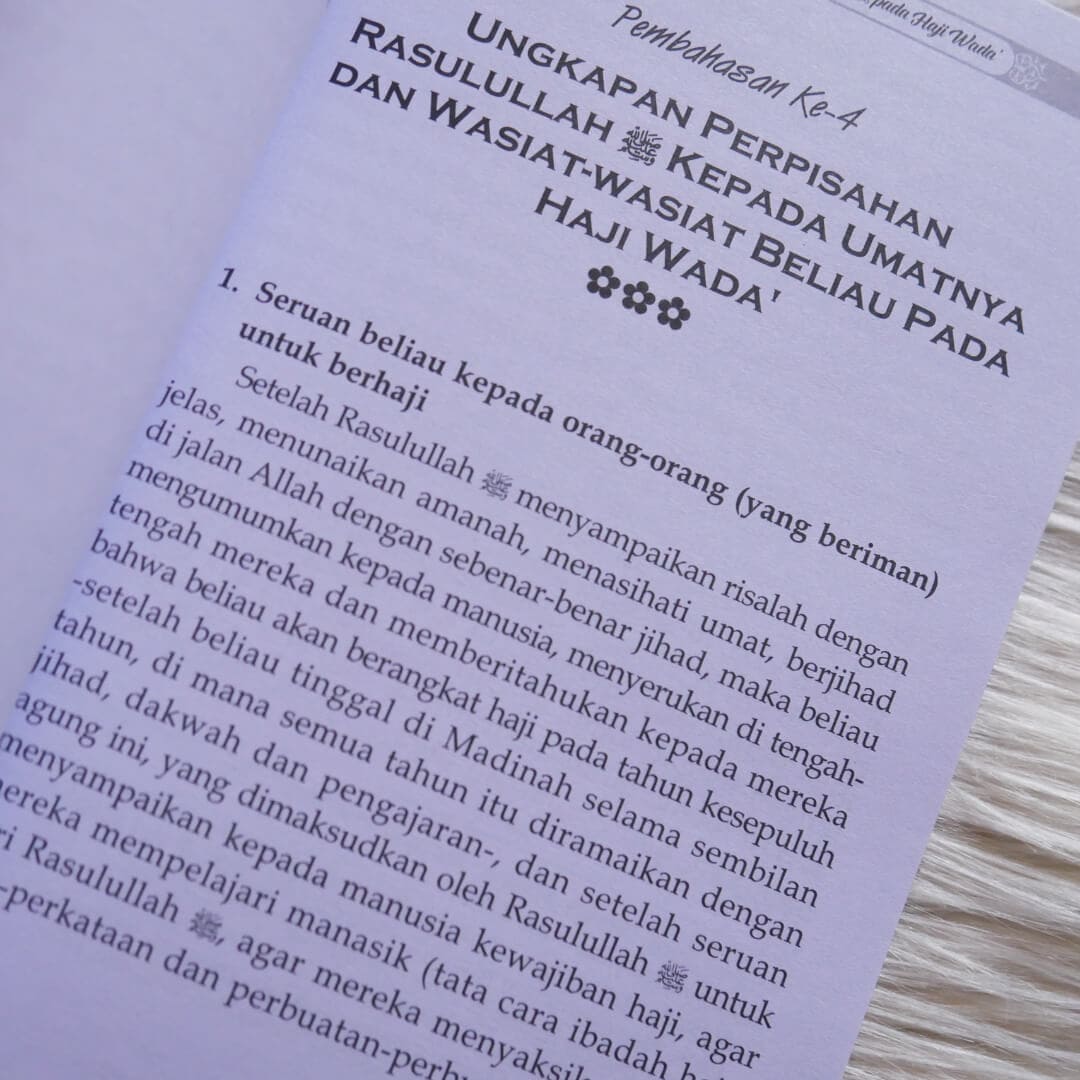 pada Haji Wada'
Pembahasan Ke-4
UNGKAPAN PERPISAHAN
RASULULLAH ﷺ KEPADA UMATNYA
DAN WASIAT-WASIAT BELIAU PADA
HAJI WADA'
1. Seruan beliau kepada orang-orang (yang beriman)
untuk berhaji
Setelah Rasulullah ﷺ menyampaikan risalah dengan
jelas, menunaikan amanah, menasihati umat, berjihad
di jalan Allah dengan sebenar-benar jihad, maka beliau
mengumumkan kepada manusia, menyerukan di tengah-
tengah mereka dan memberitahukan kepada mereka
bahwa beliau akan berangkat haji pada tahun kesepuluh
-setelah beliau tinggal di Madinah selama sembilan
tahun, di mana semua tahun itu diramaikan dengan
jihad, dakwah dan pengajaran-, dan setelah seruan
agung ini, yang dimaksudkan oleh Rasulullah ﷺ untuk
menyampaikan kepada manusia kewajiban haji, agar
mereka mempelajari manasik (tata cara ibadah
Rasulullah ﷺ, agar mereka
-perkataan dan